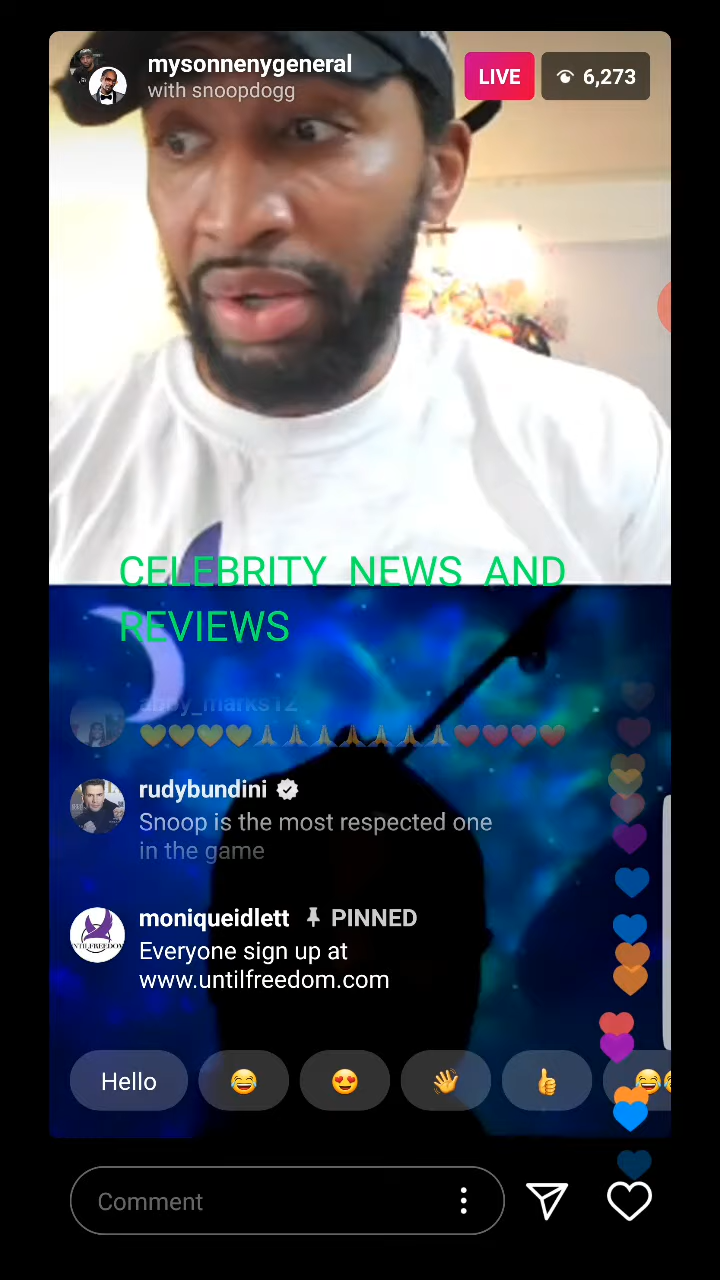 mysonnenygeneral
with snoopdogg
LIVE
6,273
CELEBRITY NEWS AND
REVIEWS
abby_marks12
rudybundini
Snoop is the most respected one
in the game
moniqueidlett PINNED
Everyone sign up at
www.untilfreedom.com
Hello
Comment